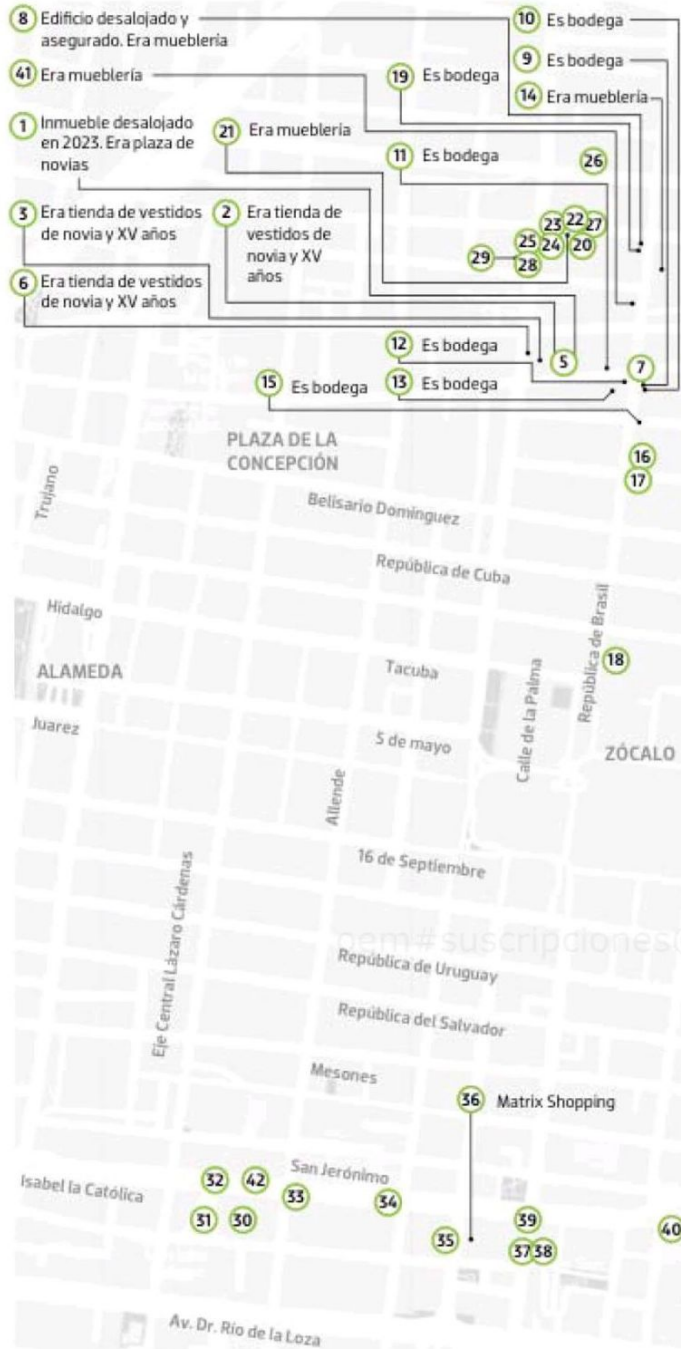 8 Edificio desalojado y
asegurado. Era mueblería
10 Es bodega
9 Es bodega
41 Era mueblería
19 Es bodega
14 Era mueblería
1 Inmueble desalojado
en 2023. Era plaza de
novias
21 Era mueblería
11 Es bodega
26
3 Era tienda de vestidos
de novia y XV años
2 Era tienda de
vestidos de
novia y XV
años
23 22 27
25 24 20
29 28
6 Era tienda de vestidos
de novia y XV años
12 Es bodega
5
7
15 Es bodega
13 Es bodega
PLAZA DE LA
CONCEPCIÓN
16
17
Trujano
Belisario Domínguez
República de Cuba
Hidalgo
República de Brasil
18
ALAMEDA
Tacuba
Calle de la Palma
Juarez
5 de mayo
ZÓCALO
Allende
16 de Septiembre
Eje Central Lázaro Cárdenas
oem#suscripciones
República de Uruguay
República del Salvador
Mesones
36 Matrix Shopping
San Jerónimo
Isabel la Católica
32 42 33 34
31 30 39 40
35 37 38
Av. Dr. Río de la Loza